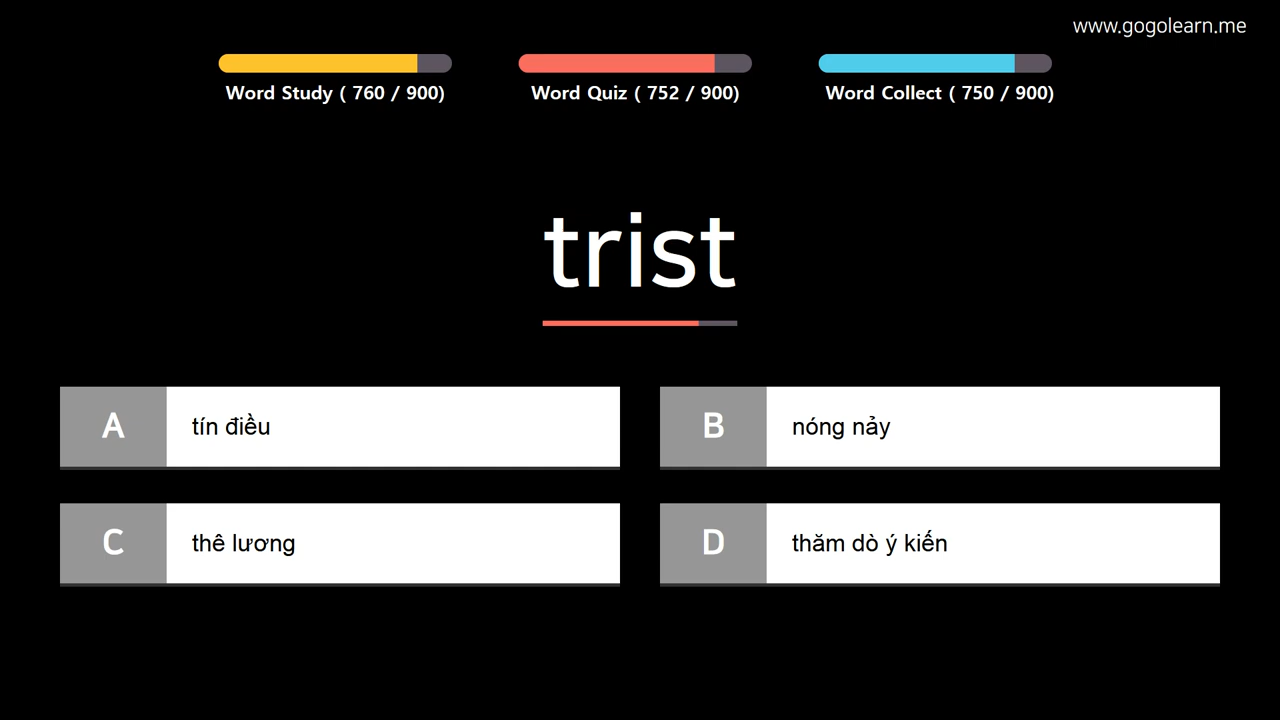 www.gogolearn.me
Word Study ( 760 / 900)
Word Quiz ( 752 / 900)
Word Collect ( 750 / 900)
trist
A tín điều
B nóng nảy
C thê lương
D thăm dò ý kiến